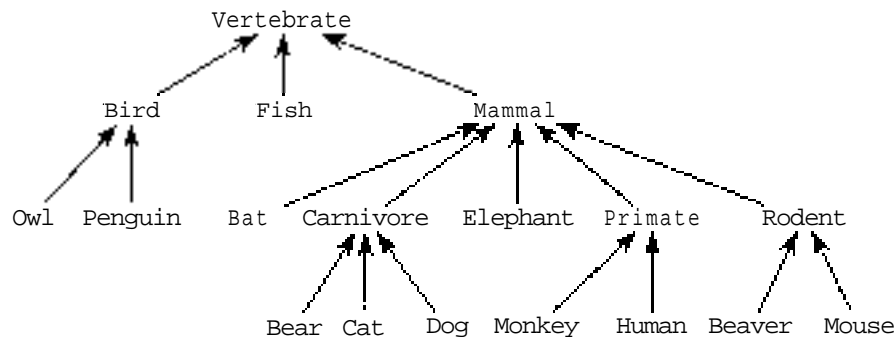 Vertebrate
Bird Fish Mammal
Owl Penguin Bat Carnivore Elephant Primate Rodent
Bear Cat Dog Monkey Human Beaver Mouse